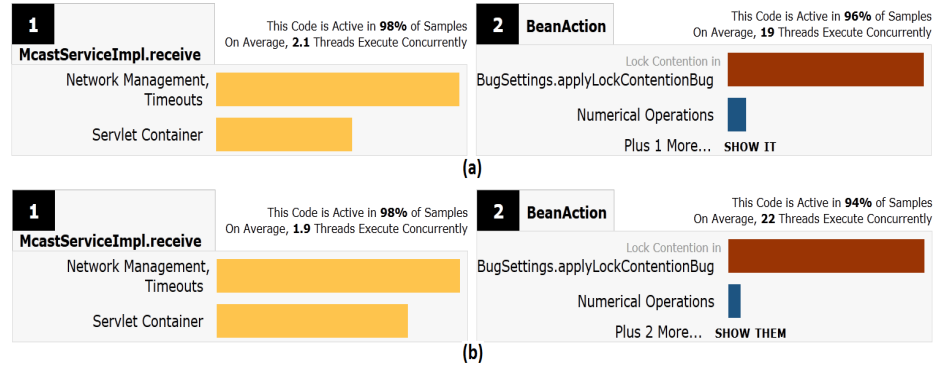 1
McastServiceImpl.receive
This Code is Active in 98% of Samples
On Average, 2.1 Threads Execute Concurrently
Network Management,
Timeouts
Servlet Container
2
BeanAction
This Code is Active in 96% of Samples
On Average, 19 Threads Execute Concurrently
Lock Contention in
BugSettings.applyLockContentionBug
Numerical Operations
Plus 1 More... SHOW IT
(a)
1
McastServiceImpl.receive
This Code is Active in 98% of Samples
On Average, 1.9 Threads Execute Concurrently
Network Management,
Timeouts
Servlet Container
2
BeanAction
This Code is Active in 94% of Samples
On Average, 22 Threads Execute Concurrently
Lock Contention in
BugSettings.applyLockContentionBug
Numerical Operations
Plus 2 More... SHOW THEM
(b)